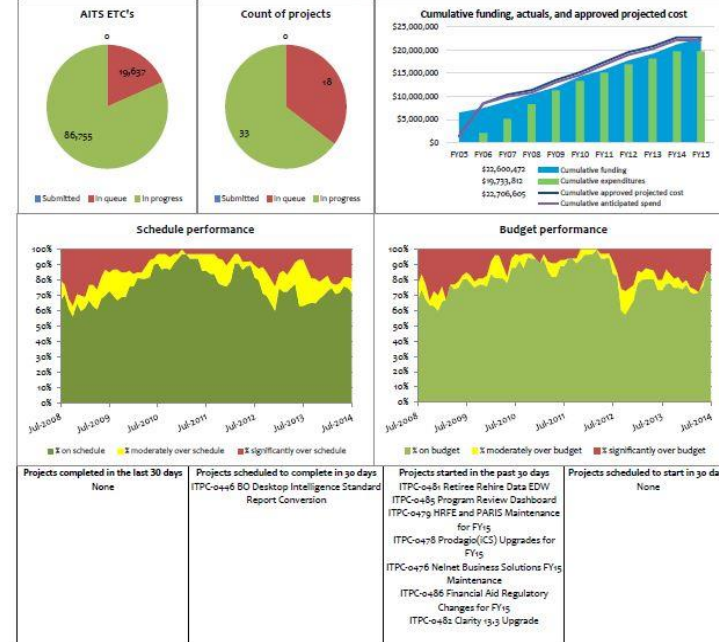 AITS ETC's
0
19,637
86,755
Submitted In queue In progress
Count of projects
0
18
33
Submitted In queue In progress
Cumulative funding, actuals, and approved projected cost
$25,000,000
$20,000,000
$15,000,000
$10,000,000
$5,000,000
$0
FY05 FY06 FY07 FY08 FY09 FY10 FY11 FY12 FY13 FY14 FY15
$22,600,472 Cumulative funding
$19,733,812 Cumulative expenditures
$22,706,605 Cumulative approved projected cost
Cumulative anticipated spend
Schedule performance
100%
90%
80%
70%
60%
50%
40%
30%
20%
10%
0%
Jul-2008 Jul-2009 Jul-2010 Jul-2011 Jul-2012 Jul-2013 Jul-2014
% on schedule % moderately over schedule % significantly over schedule
Budget performance
100%
90%
80%
70%
60%
50%
40%
30%
20%
10%
0%
Jul-2008 Jul-2009 Jul-2010 Jul-2011 Jul-2012 Jul-2013 Jul-2014
% on budget % moderately over budget % significantly over budget
Projects completed in the last 30 days
None
Projects scheduled to complete in 30 days
ITPC-0446 BO Desktop Intelligence Standard
Report Conversion
Projects started in the past 30 days
ITPC-0481 Retiree Rehire Data EDW
ITPC-0485 Program Review Dashboard
ITPC-0479 HRFE and PARIS Maintenance
for FY15
ITPC-0478 Prodagio(ICS) Upgrades for
FY15
ITPC-0476 Nelnet Business Solutions FY15
Maintenance
ITPC-0486 Financial Aid Regulatory
Changes for FY15
ITPC-0482 Clarity 13.3 Upgrade
Projects scheduled to start in 30 da
None